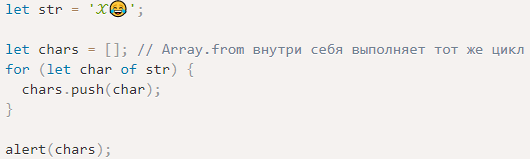 let str = '𝒳😂';
let chars = []; // Array.from внутри себя выполняет тот же цикл
for (let char of str) {
chars.push(char);
}
alert(chars);